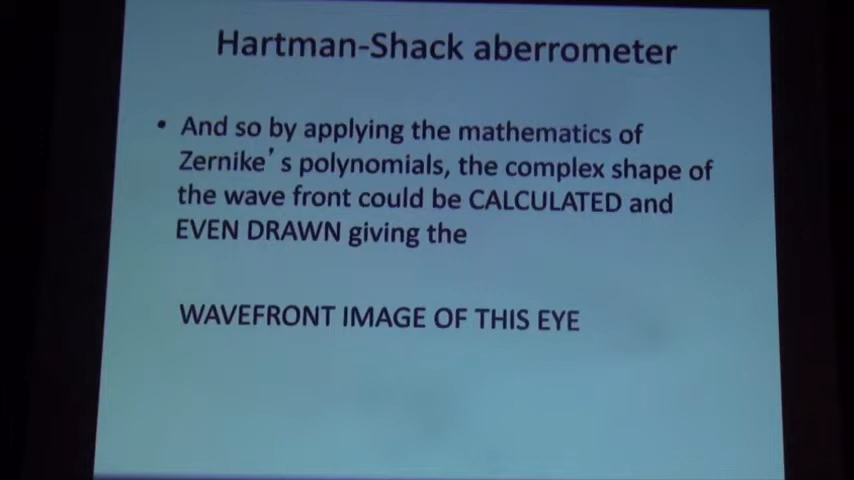 Hartman-Shack aberrometer
• And so by applying the mathematics of
Zernike's polynomials, the complex shape of
the wave front could be CALCULATED and
EVEN DRAWN giving the
WAVEFRONT IMAGE OF THIS EYE